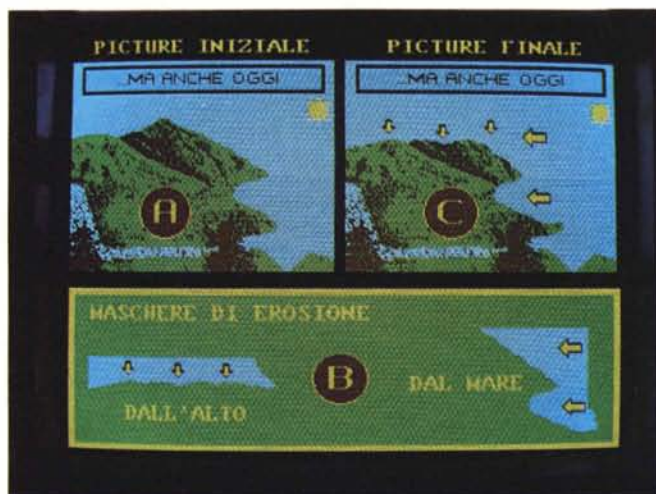 PICTURE INIZIALE
PICTURE FINALE
...MA ANCHE OGGI
...MA ANCHE OGGI
A
C
MASCHERE DI EROSIONE
B
DAL MARE
DALL'ALTO